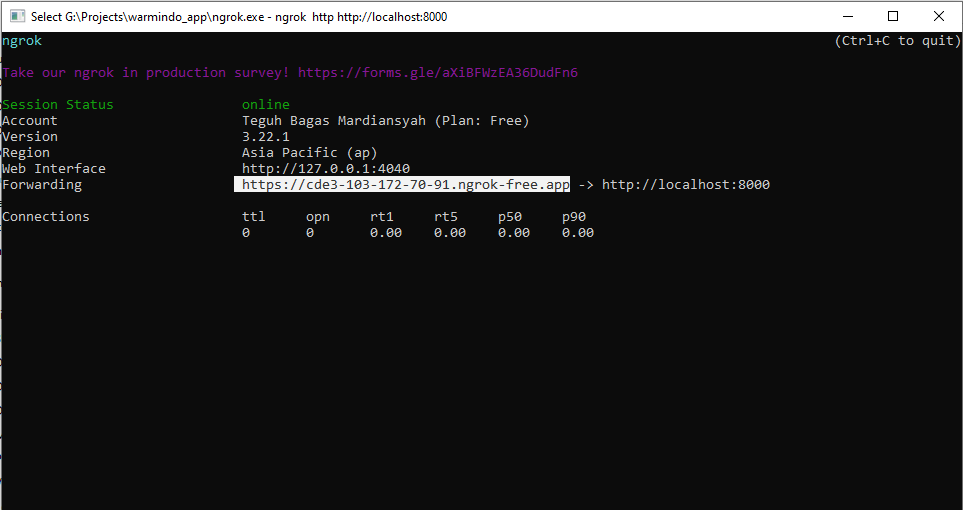 Select G:\Projects\warmindo_app\ngrok.exe - ngrok http http://localhost:8000
ngrok (Ctrl+C to quit)
Take our ngrok in production survey! https://forms.gle/aXiBFWzEA36DudFn6
Session Status online
Account Teguh Bagas Mardiansyah (Plan: Free)
Version 3.22.1
Region Asia Pacific (ap)
Web Interface http://127.0.0.1:4040
Forwarding https://cde3-103-172-70-91.ngrok-free.app -> http://localhost:8000
Connections ttl opn rt1 rt5 p50 p90
0 0 0.00 0.00 0.00 0.00